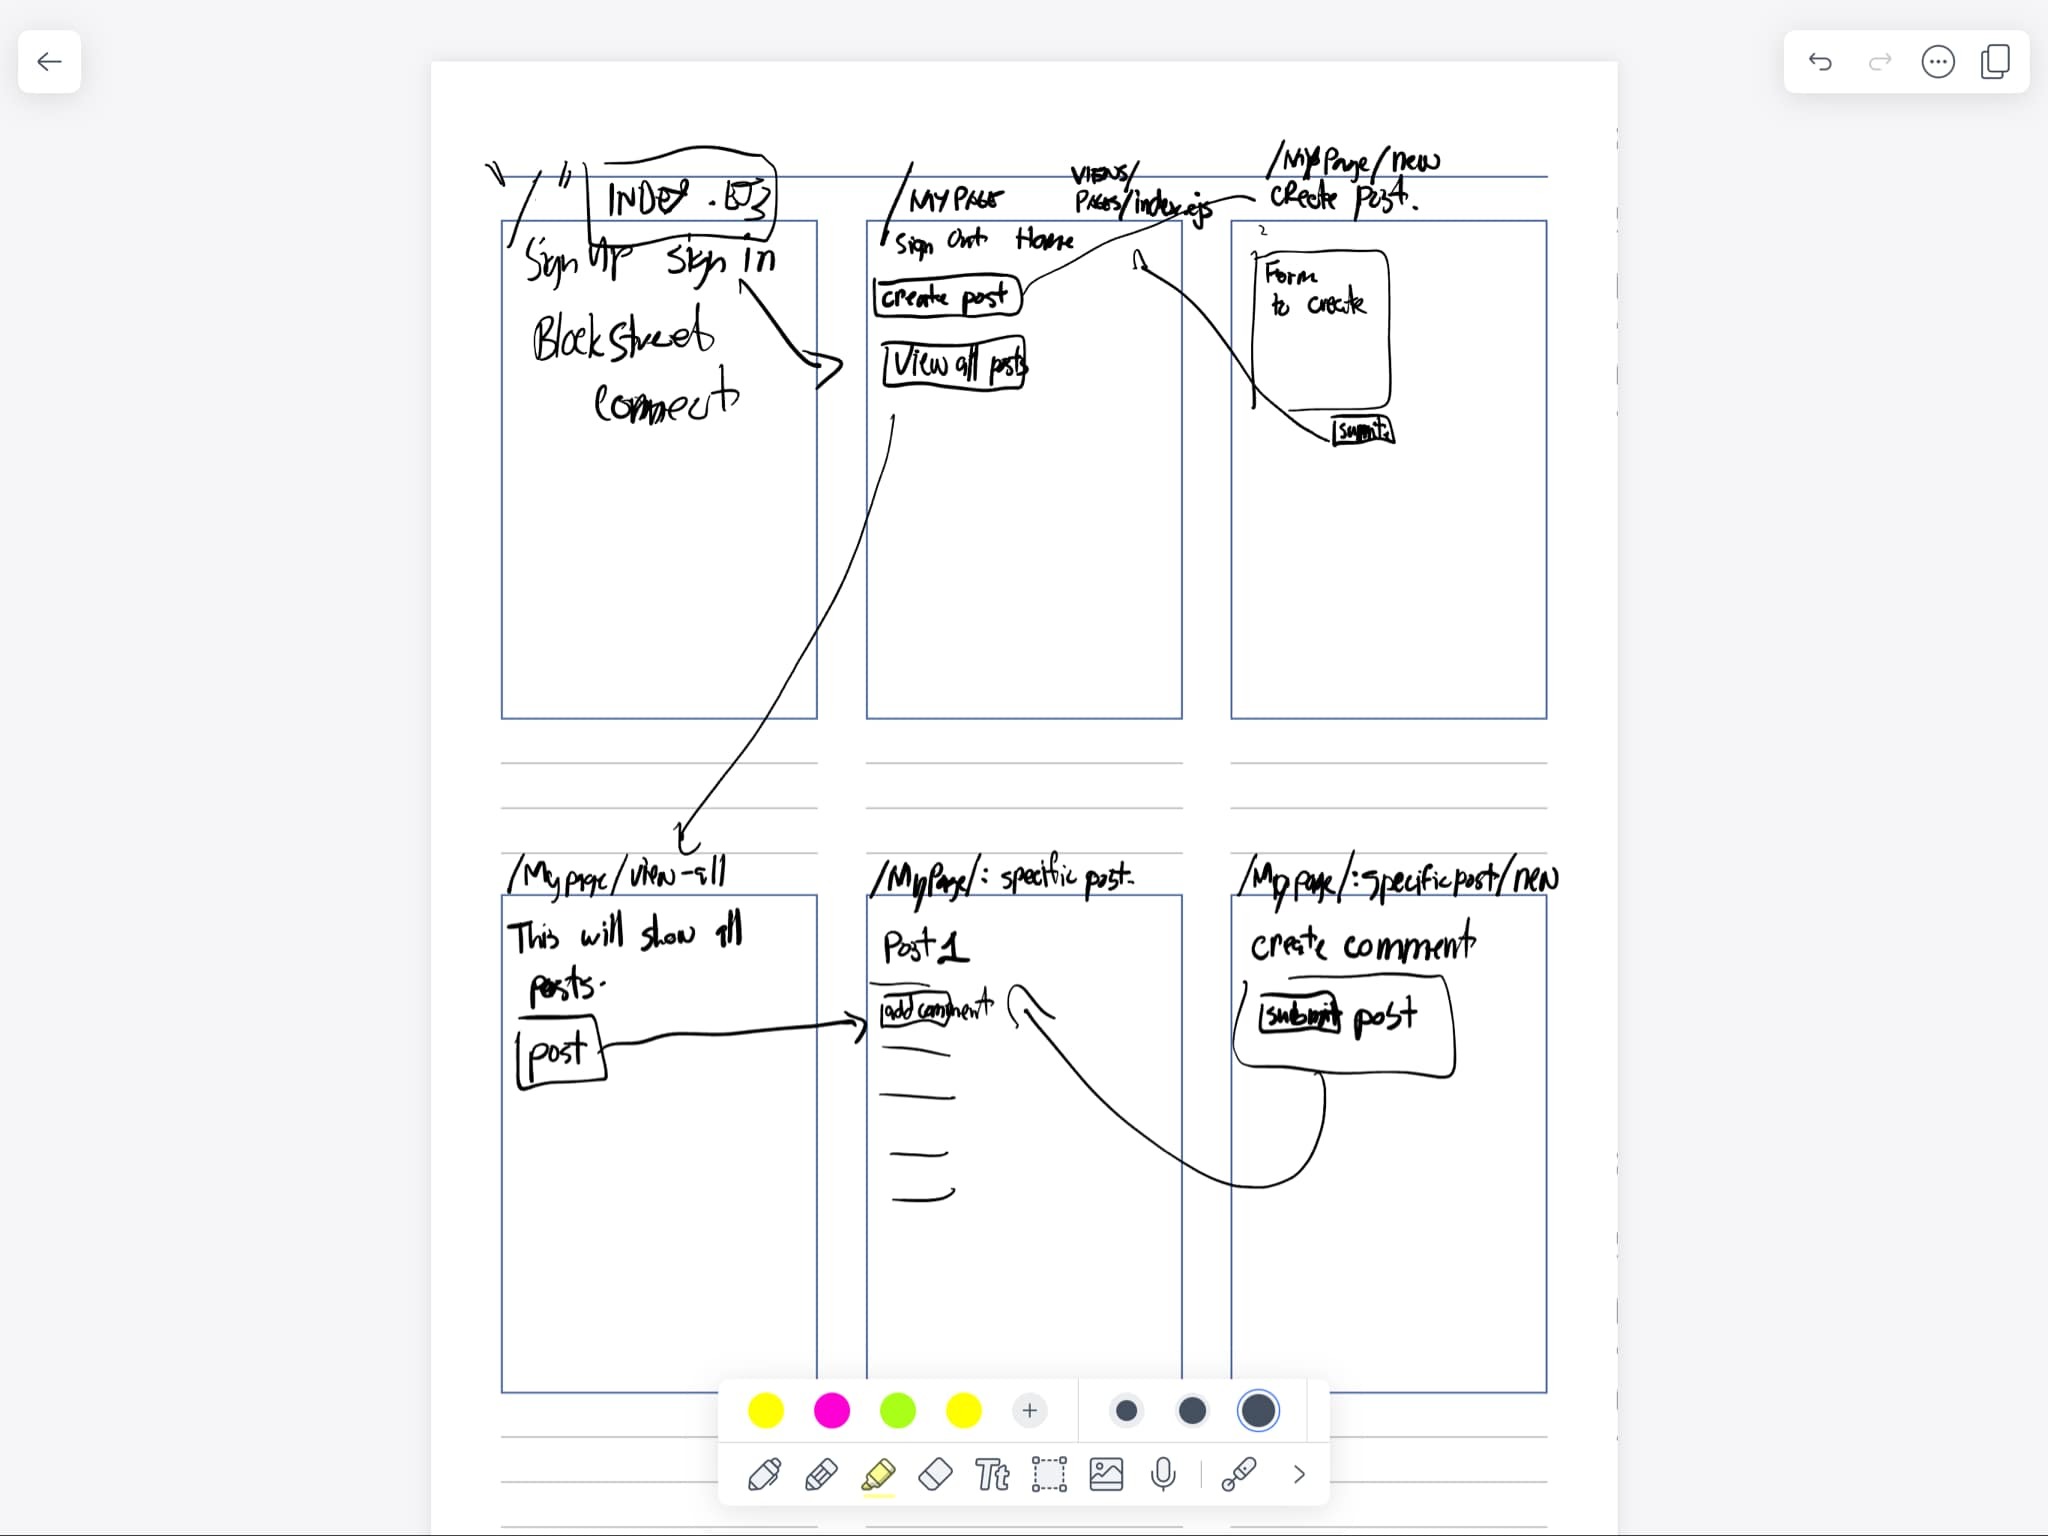 "/" INDEX.EJS
Sign Up Sign in
Block Street
Connect
/MY PAGE
VIEWS/
PAGES/index.ejs
Sign Out Home
create post
View all posts
/MyPage/new
Create post.
Form
to create
submit
/Mypage/view-all
This will show all
posts.
post
/MyPage/: specific post.
Post 1
add comment
/Mypage/:specificpost/new
create comment
submit post
Tt